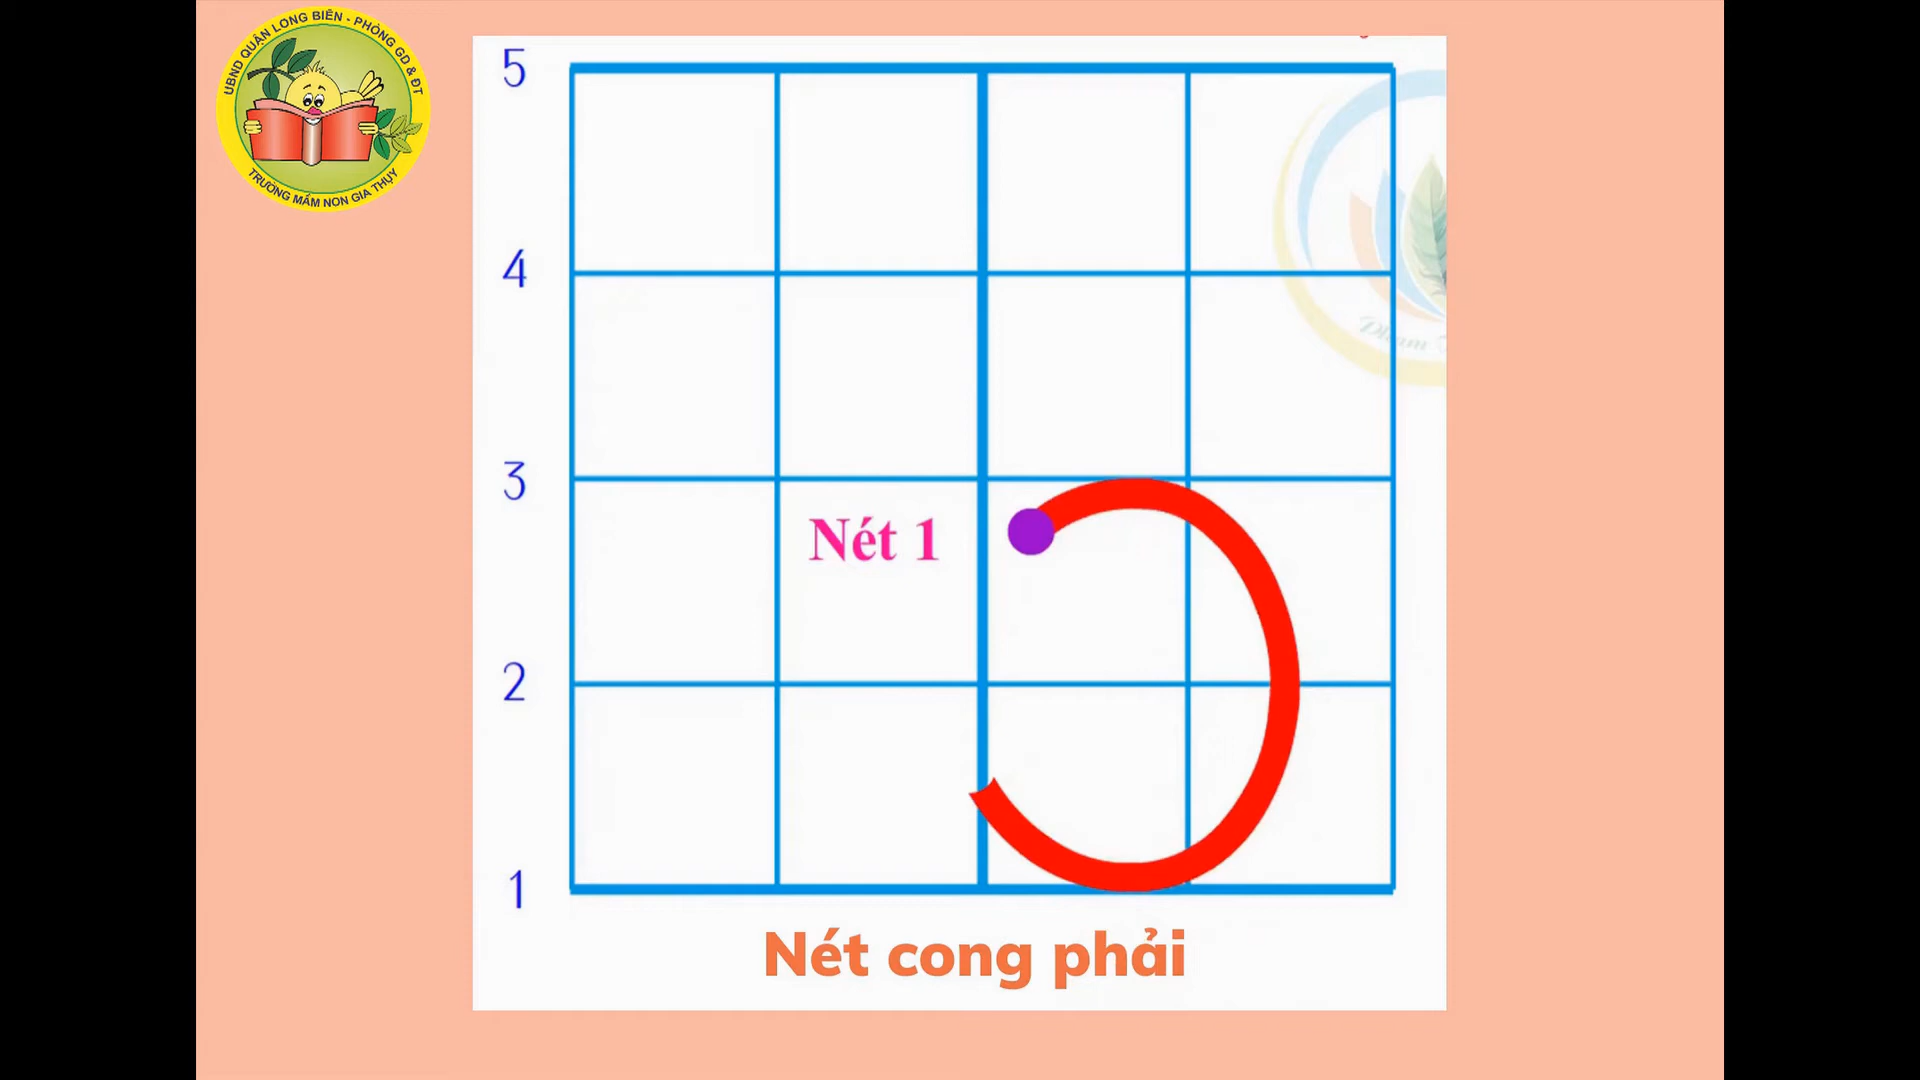 UBND QUẬN LONG BIÊN - PHÒNG GD & ĐT
TRƯỜNG MẦM NON GIA THỤY
5
4
3
Nét 1
2
1
Nét cong phải